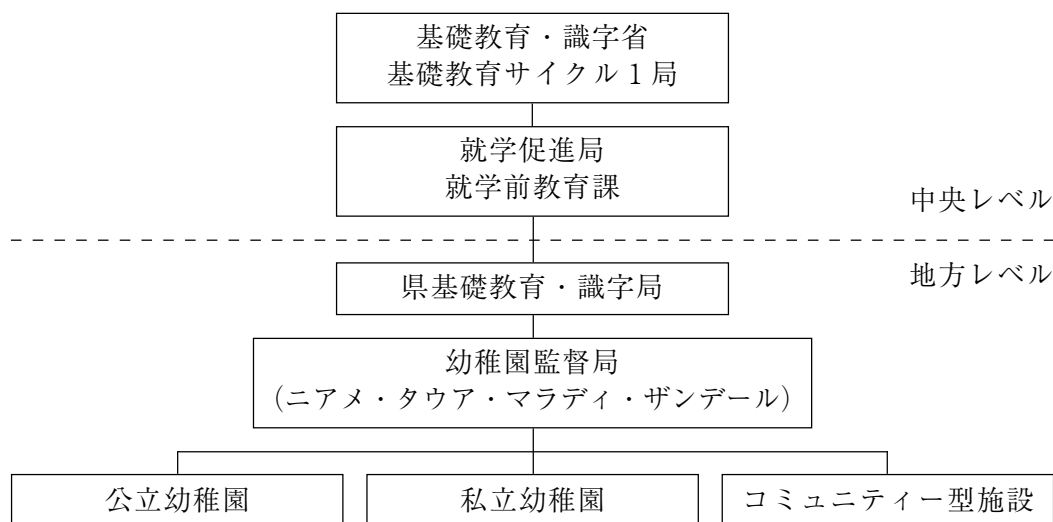 基礎教育・識字省
基礎教育サイクル1局
就学促進局
就学前教育課
中央レベル
地方レベル
県基礎教育・識字局
幼稚園監督局
（ニアメ・タウア・マラディ・ザンデール）
公立幼稚園
私立幼稚園
コミュニティー型施設